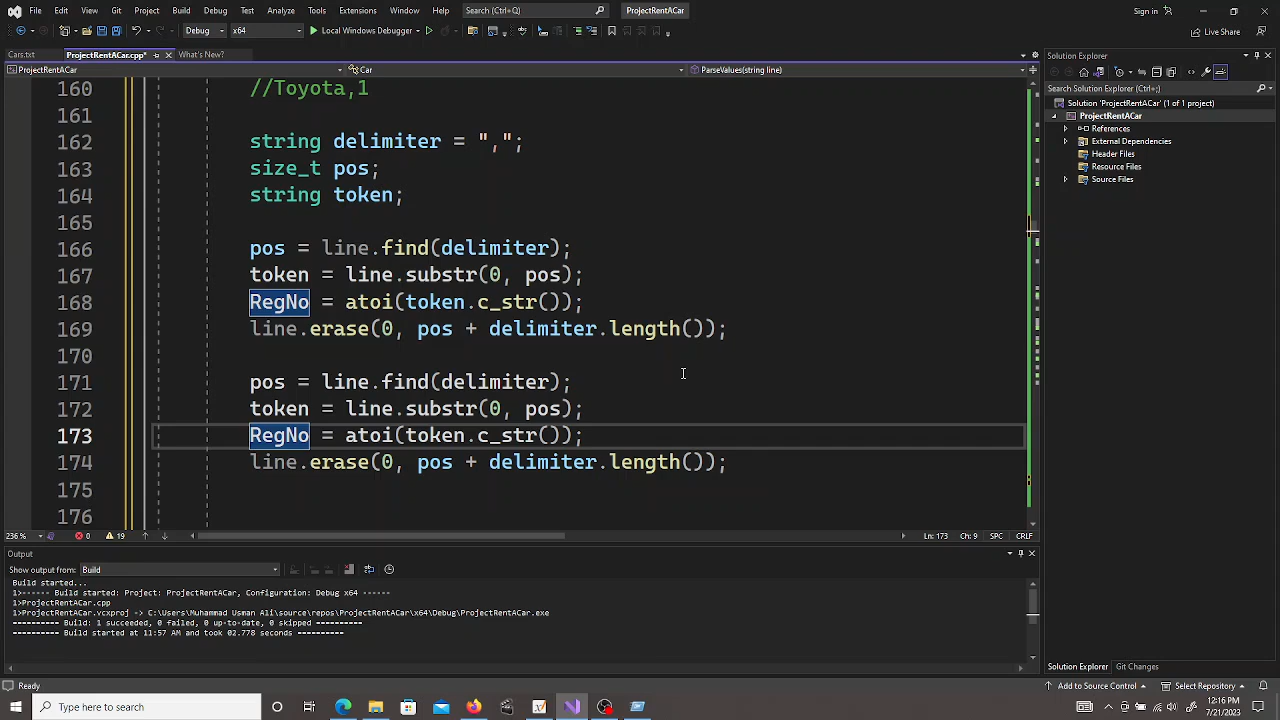 File Edit View Git Project Build Debug Test Analyze Tools Extensions Window Help Search (Ctrl+Q) ProjectRentACar Sign in
Debug x64 Local Windows Debugger Live Share
Cars.txt ProjectRentACar.cpp* What's New?
ProjectRentACar Car ParseValues(string line)
160 //Toyota,1
161
162 string delimiter = ",";
163 size_t pos;
164 string token;
165
166 pos = line.find(delimiter);
167 token = line.substr(0, pos);
168 RegNo = atoi(token.c_str());
169 line.erase(0, pos + delimiter.length());
170
171 pos = line.find(delimiter);
172 token = line.substr(0, pos);
173 RegNo = atoi(token.c_str());
174 line.erase(0, pos + delimiter.length());
175
176
236 % 0 19 Ln: 173 Ch: 9 SPC CRLF
Output
Show output from: Build
Build started...
1>------ Build started: Project: ProjectRentACar, Configuration: Debug x64 ------
1>ProjectRentACar.cpp
1>ProjectRentACar.vcxproj -> C:\Users\Muhammad Usman Ali\source\repos\ProjectRentACar\x64\Debug\ProjectRentACar.exe
========== Build: 1 succeeded, 0 failed, 0 up-to-date, 0 skipped ==========
========== Build started at 11:57 AM and took 02.778 seconds ==========
Solution Explorer
Search Solution Explorer (Ctrl+;)
Solution 'ProjectRentACar' (1 of 1 project)
ProjectRentACar
References
External Dependencies
Header Files
Resource Files
Source Files
Solution Explorer Git Changes
Ready Add to Source Control Select Repository
Type here to search
12:16 PM
7/21/2023